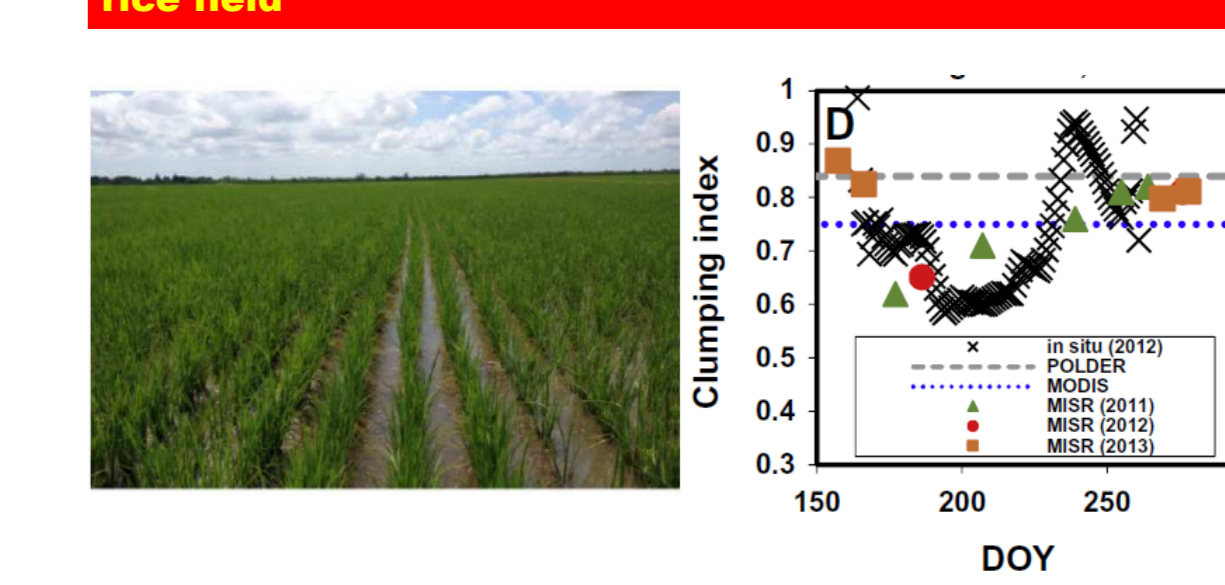 rice field
D
Clumping index
1
0.9
0.8
0.7
0.6
0.5
0.4
0.3
in situ (2012)
POLDER
MODIS
MISR (2011)
MISR (2012)
MISR (2013)
150 200 250
DOY